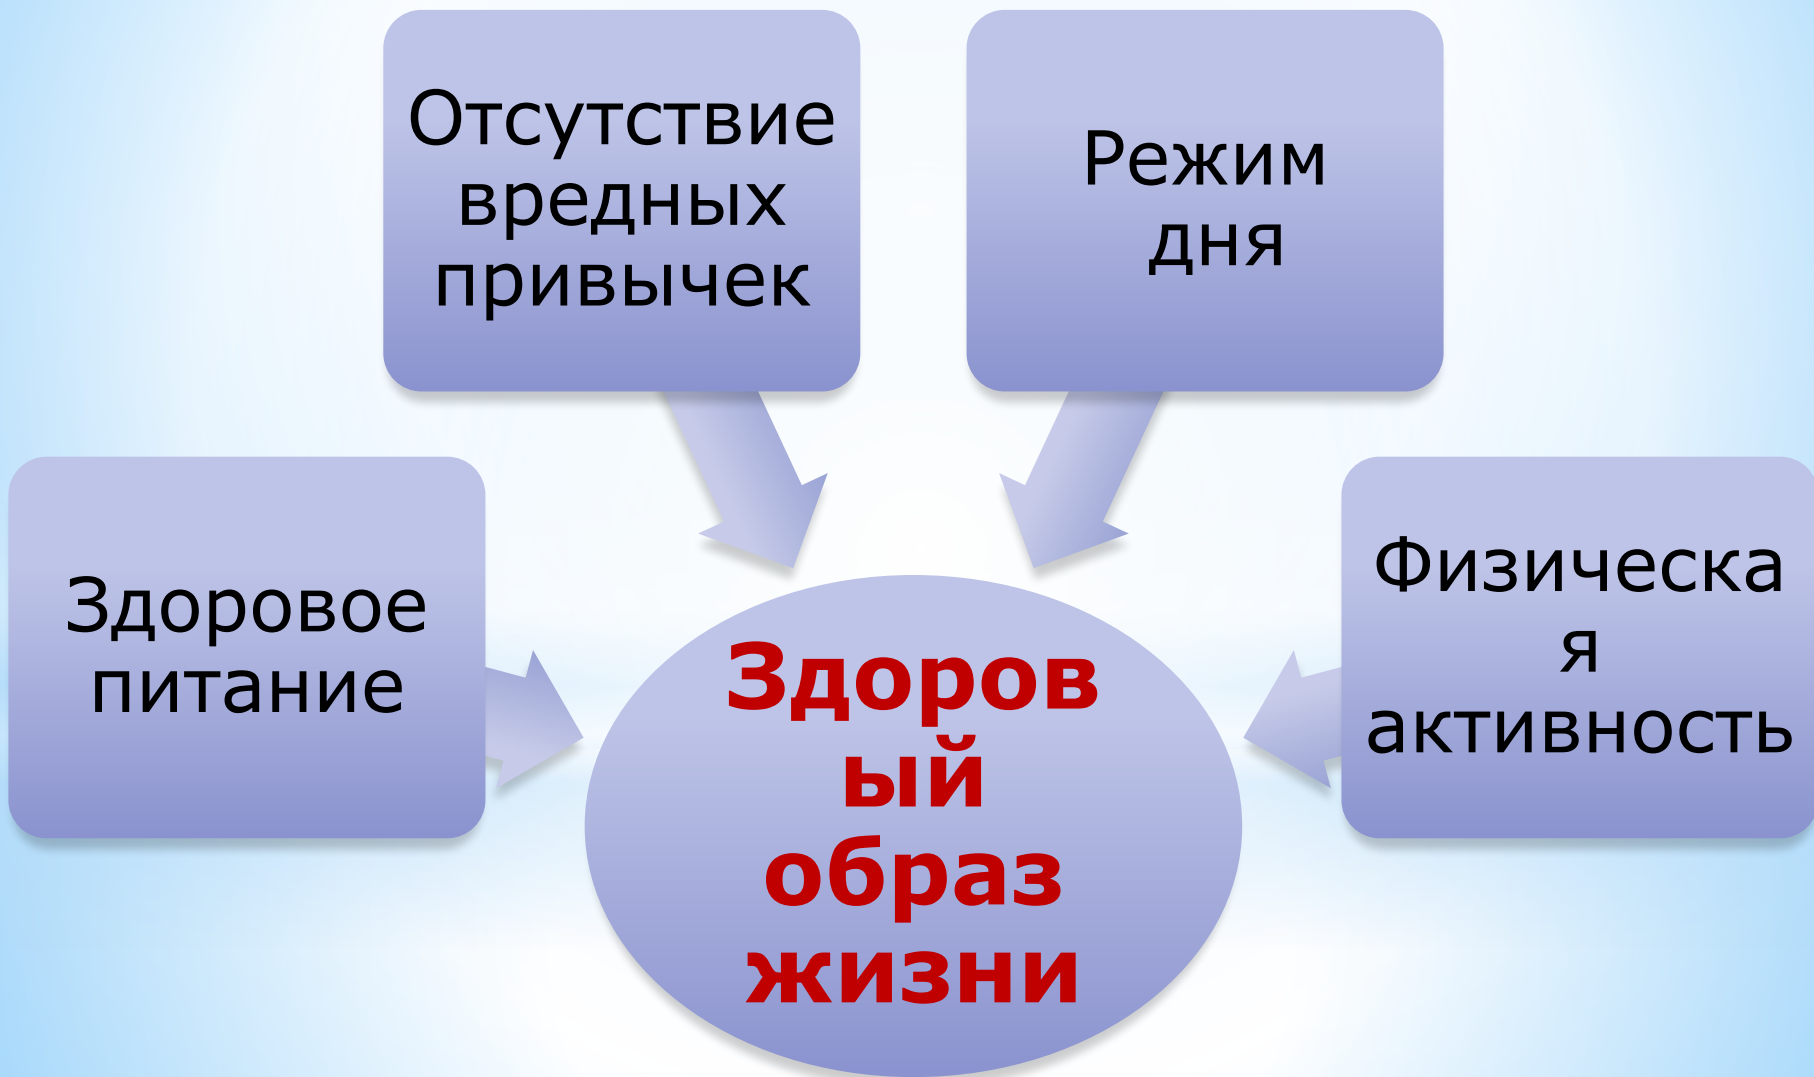 Отсутствие
вредных
привычек
Режим
дня
Здоровое
питание
Физическа
я
активность
Здоров
ый
образ
жизни